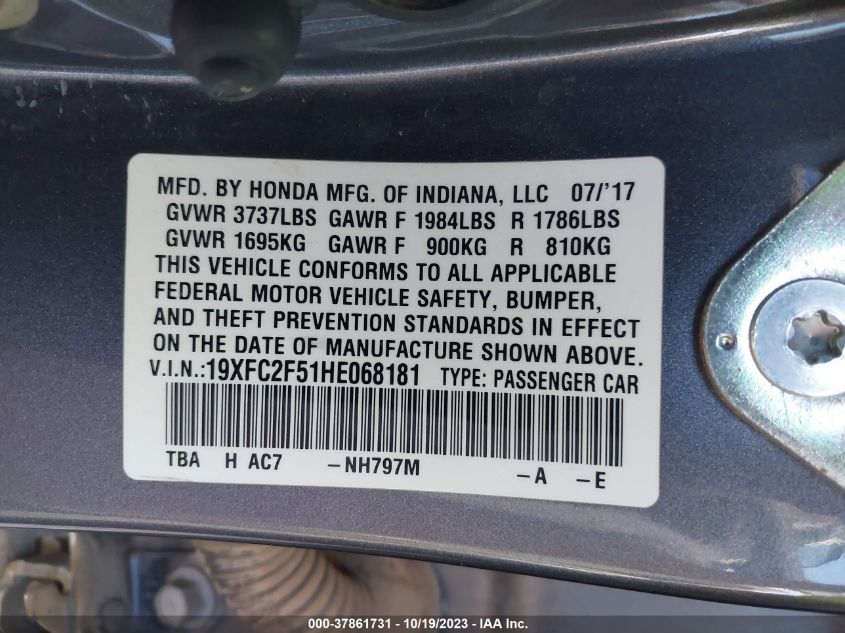 MFD. BY HONDA MFG. OF INDIANA, LLC 07/'17
GVWR 3737LBS GAWR F 1984LBS R 1786LBS
GVWR 1695KG GAWR F 900KG R 810KG
THIS VEHICLE CONFORMS TO ALL APPLICABLE
FEDERAL MOTOR VEHICLE SAFETY, BUMPER,
AND THEFT PREVENTION STANDARDS IN EFFECT
ON THE DATE OF MANUFACTURE SHOWN ABOVE.
V.I.N.:19XFC2F51HE068181 TYPE: PASSENGER CAR
TBA H AC7 -NH797M -A -E
000-37861731 - 10/19/2023 - IAA Inc.